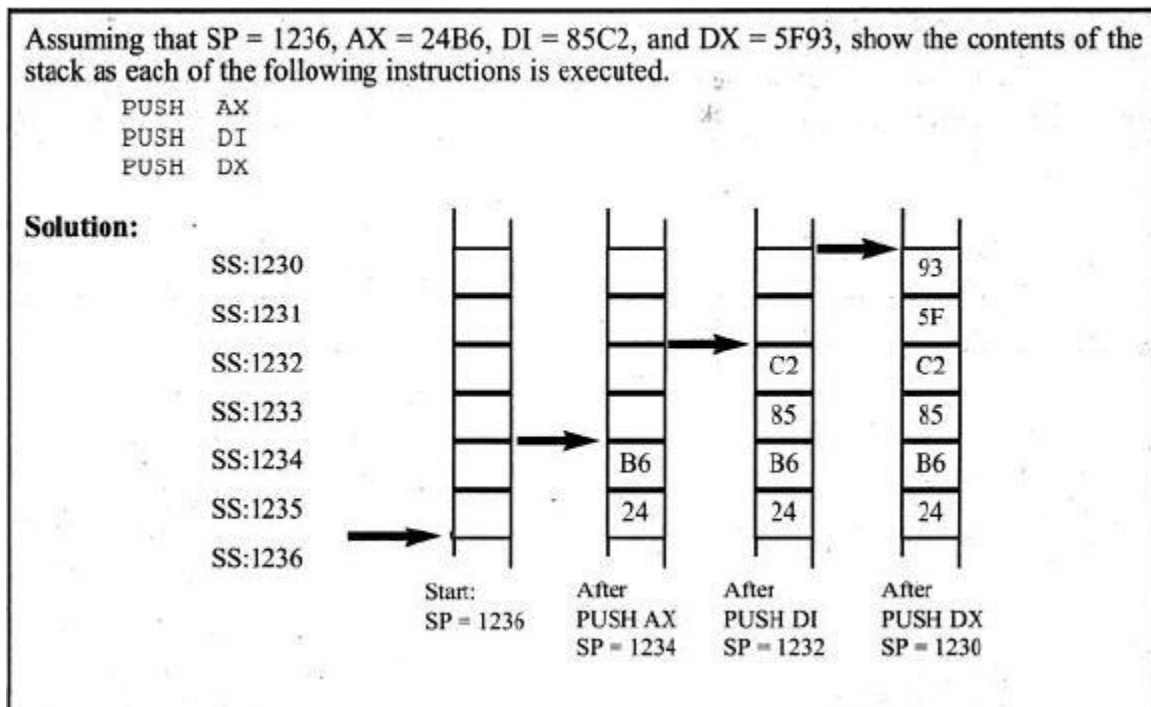 Assuming that SP = 1236, AX = 24B6, DI = 85C2, and DX = 5F93, show the contents of the
stack as each of the following instructions is executed.
PUSH AX
PUSH DI
PUSH DX
Solution:
SS:1230 93
SS:1231 5F
SS:1232 C2 C2
SS:1233 85 85
SS:1234 B6 B6 B6
SS:1235 24 24 24
SS:1236
Start: After After After
SP = 1236 PUSH AX PUSH DI PUSH DX
SP = 1234 SP = 1232 SP = 1230